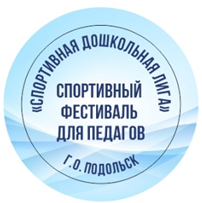 «СПОРТИВНАЯ ДОШКОЛЬНАЯ ЛИГА»
СПОРТИВНЫЙ
ФЕСТИВАЛЬ
ДЛЯ ПЕДАГОВ
Г.О. ПОДОЛЬСК